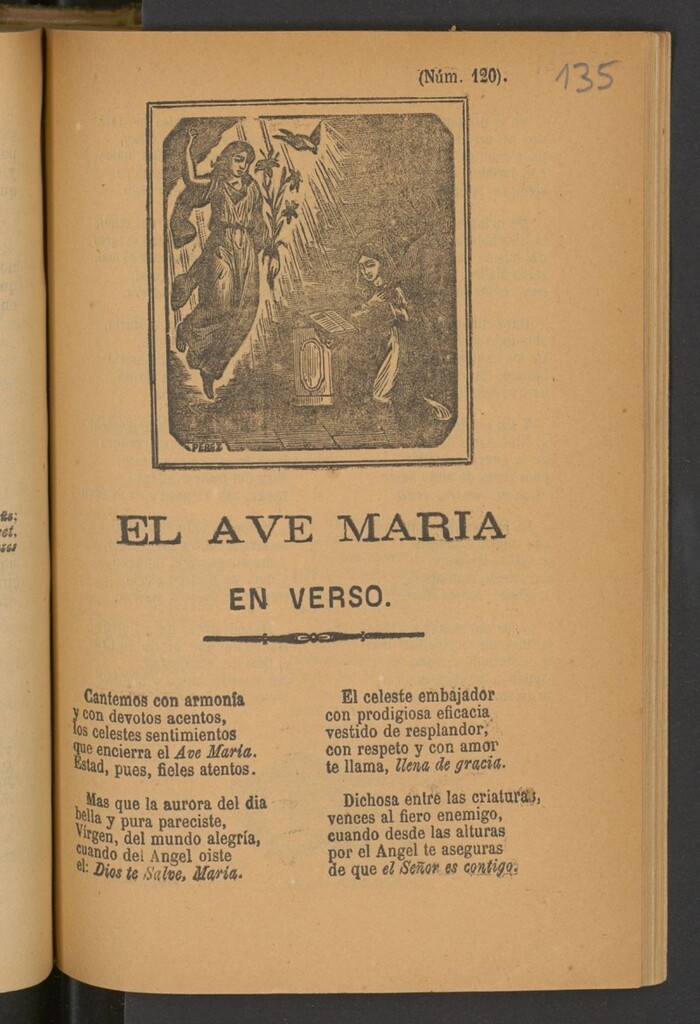 (Núm. 120).
135
PEREZ
EL AVE MARIA
EN VERSO.
Cantemos con armonía
y con devotos acentos,
los celestes sentimientos
que encierra el Ave María.
Estad, pues, fieles atentos.
Mas que la aurora del dia
bella y pura pareciste,
Virgen, del mundo alegría,
cuando del Angel oiste
el: Dios te Salve, María.
El celeste embajador
con prodigiosa eficacia
vestido de resplandor,
con respeto y con amor
te llama, llena de gracia.
Dichosa entre las criaturas,
vences al fiero enemigo,
cuando desde las alturas
por el Angel te aseguras
de que el Señor es contigo.